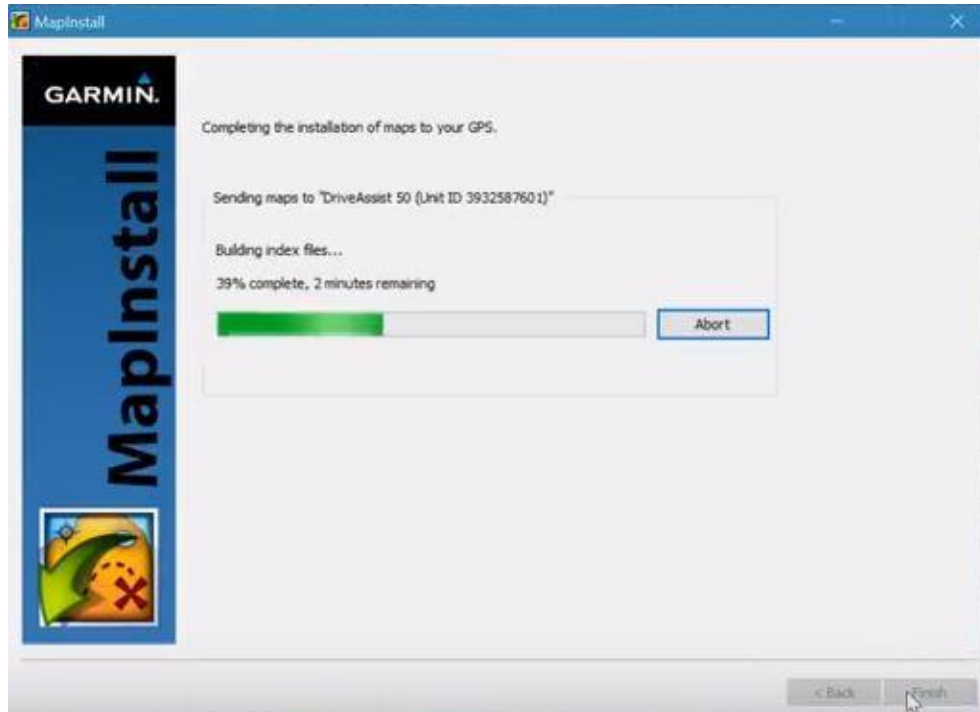 MapInstall
GARMIN.
MapInstall
Completing the installation of maps to your GPS.
Sending maps to "DriveAssist 50 (Unit ID 3932587601)"
Building index files...
39% complete, 2 minutes remaining
Abort
< Back
Finish